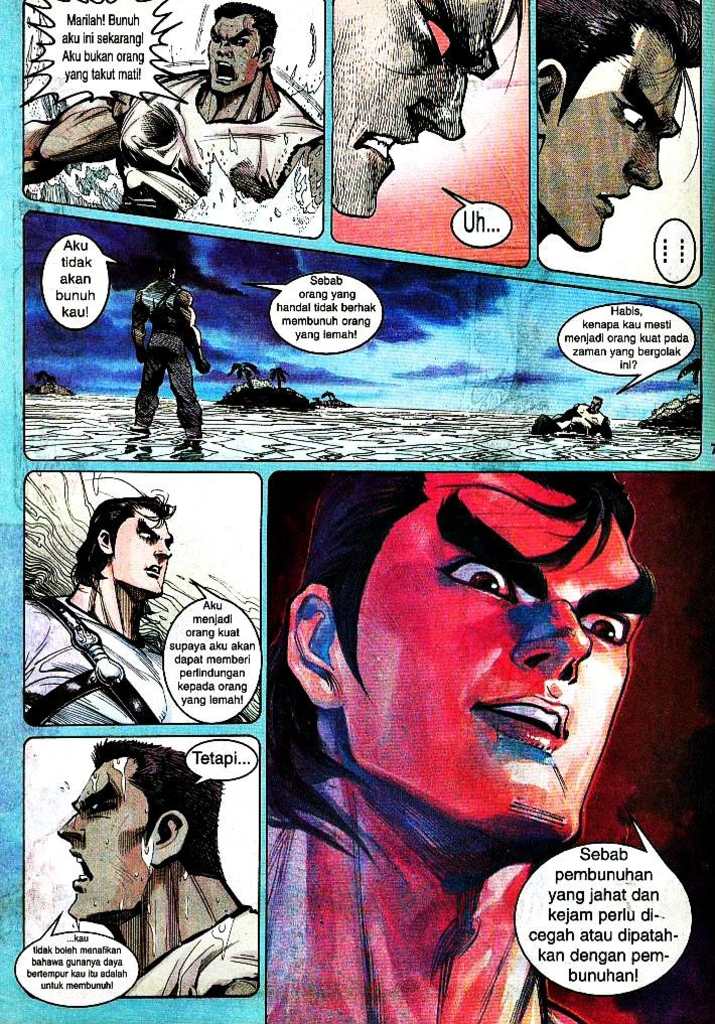 Marilah! Bunuh
aku ini sekarang!
Aku bukan orang
yang takut mati!
Uh...
Aku
tidak
akan
bunuh
kau!
Sebab
orang yang
handal tidak berhak
membunuh orang
yang lemah!
Habis,
kenapa kau mesti
menjadi orang kuat pada
zaman yang bergolak
ini?
Aku
menjadi
orang kuat
supaya aku akan
dapat memberi
perlindungan
kepada orang
yang lemah!
Tetapi...
...kau
tidak boleh menafikan
bahawa gunanya daya
bertempur kau itu adalah
untuk membunuh!
Sebab
pembunuhan
yang jahat dan
kejam perlu di-
cegah atau dipatah-
kan dengan pem-
bunuhan!